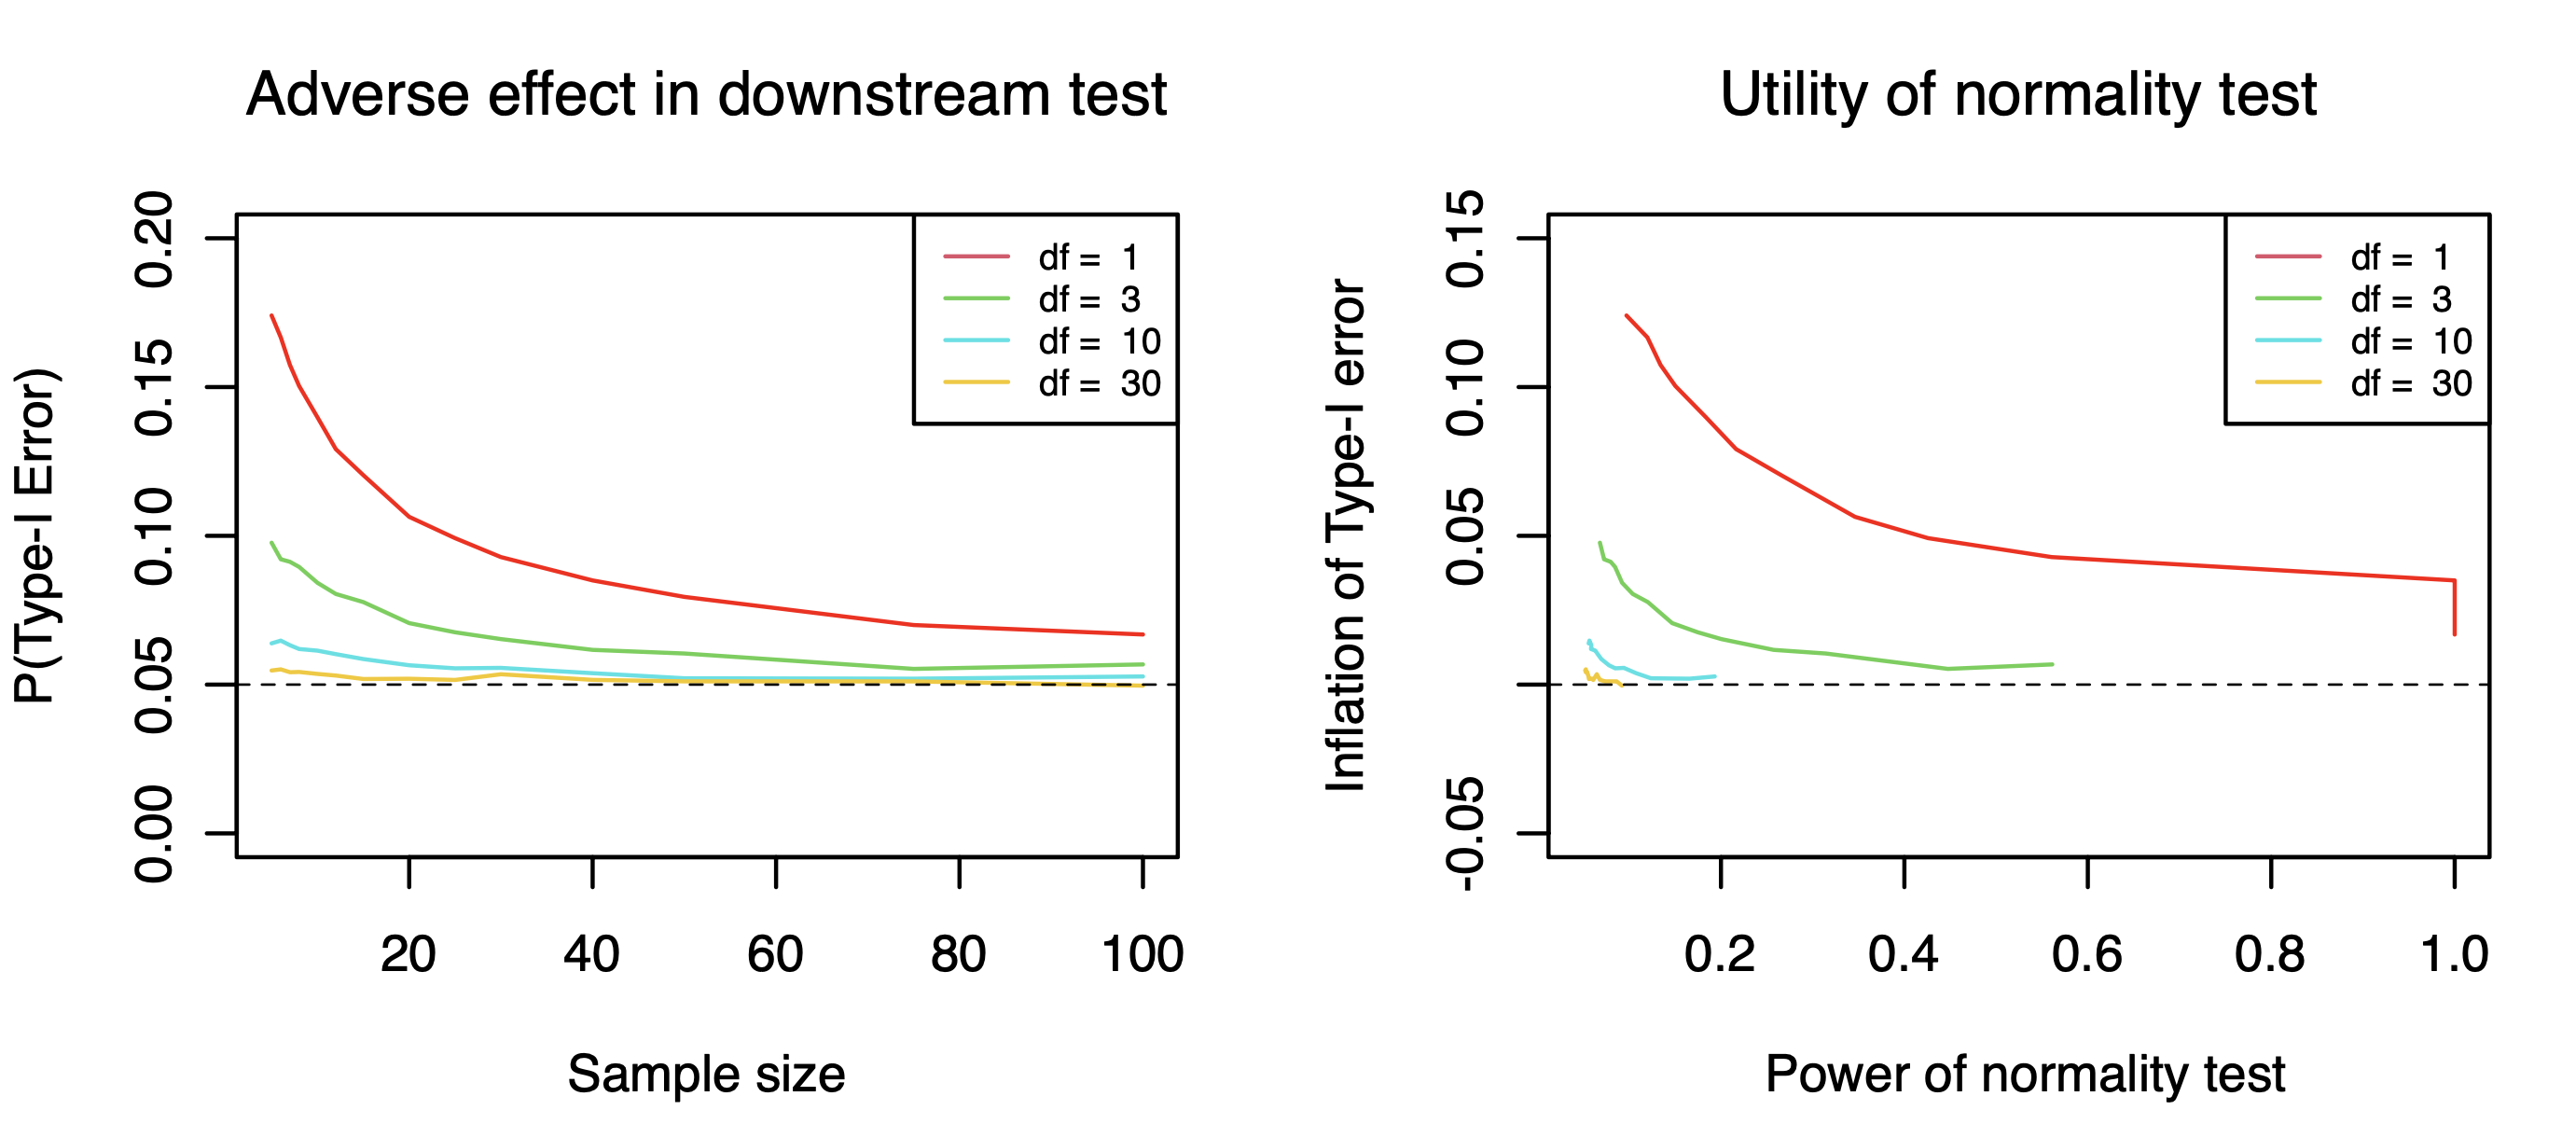 Adverse effect in downstream test
P(Type-I Error)
0.20
0.15
0.10
0.05
0.00
df = 1
df = 3
df = 10
df = 30
20 40 60 80 100
Sample size
Utility of normality test
Inflation of Type-I error
0.15
0.10
0.05
-0.05
df = 1
df = 3
df = 10
df = 30
0.2 0.4 0.6 0.8 1.0
Power of normality test